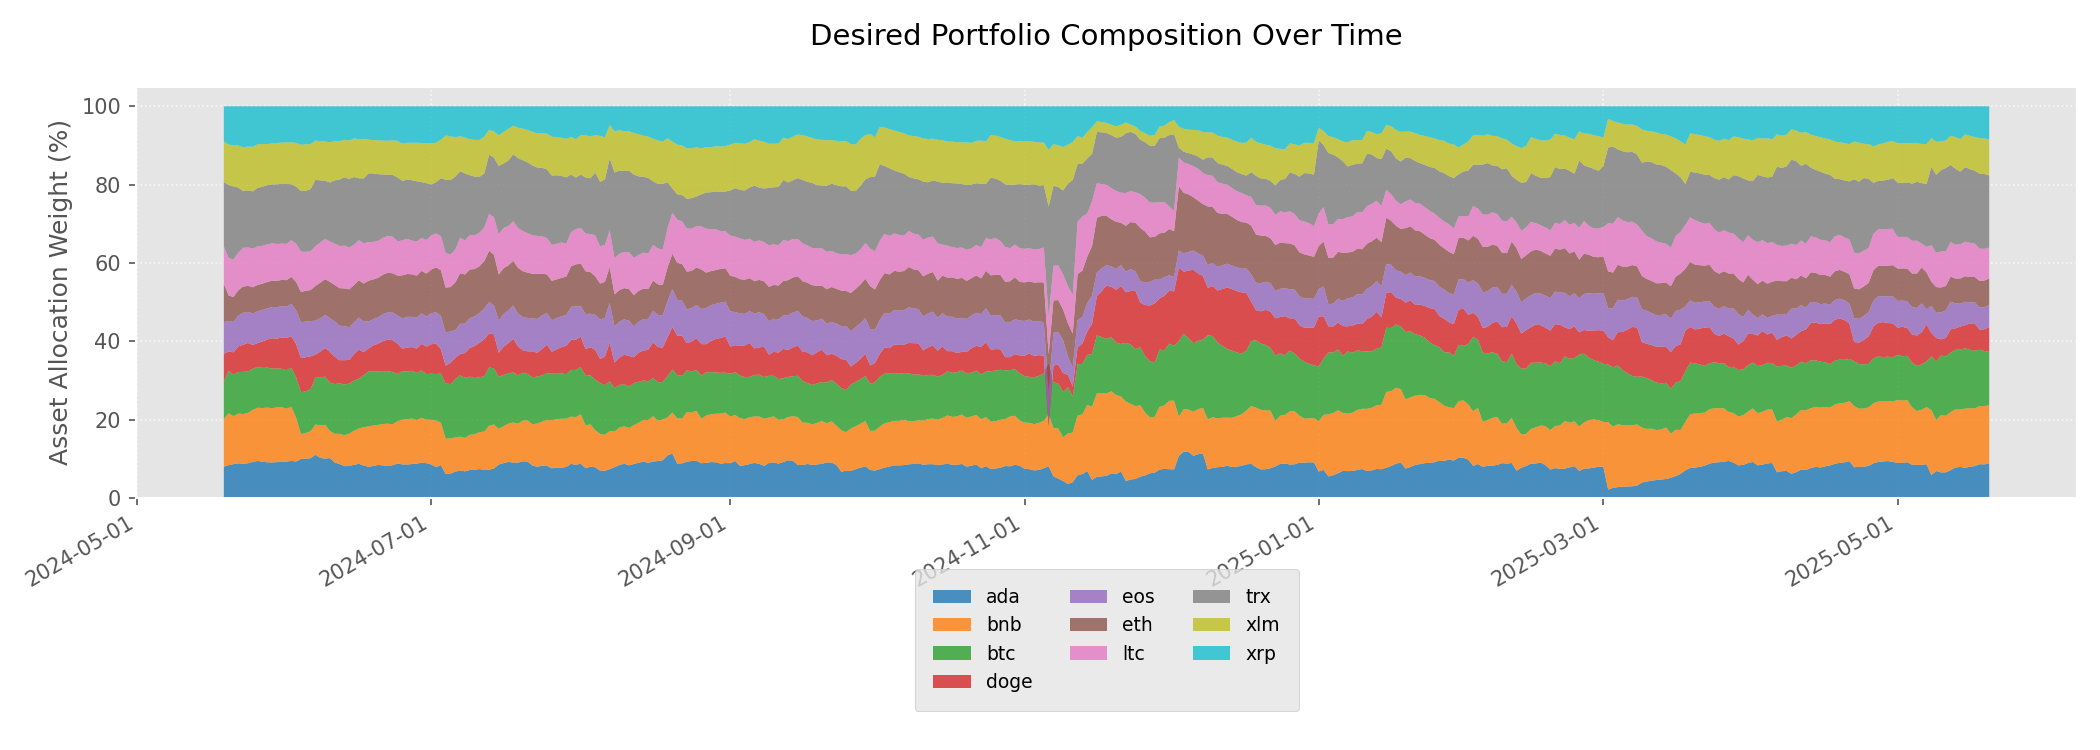 Desired Portfolio Composition Over Time
Asset Allocation Weight (%)
100
80
60
40
20
0
2024-05-01
2024-07-01
2024-09-01
2024-11-01
2025-01-01
2025-03-01
2025-05-01
ada
bnb
btc
doge
eos
eth
ltc
trx
xlm
xrp